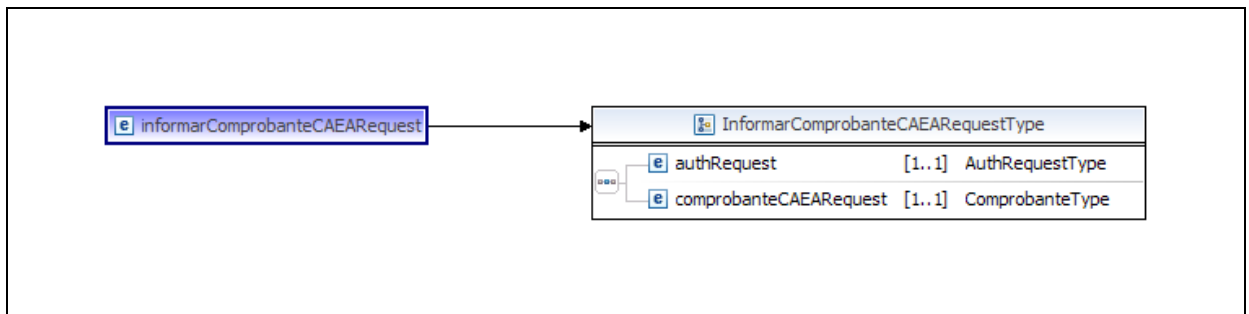 e informarComprobanteCAEARequest
InformarComprobanteCAEARequestType
e authRequest [1..1] AuthRequestType
e comprobanteCAEARequest [1..1] ComprobanteType